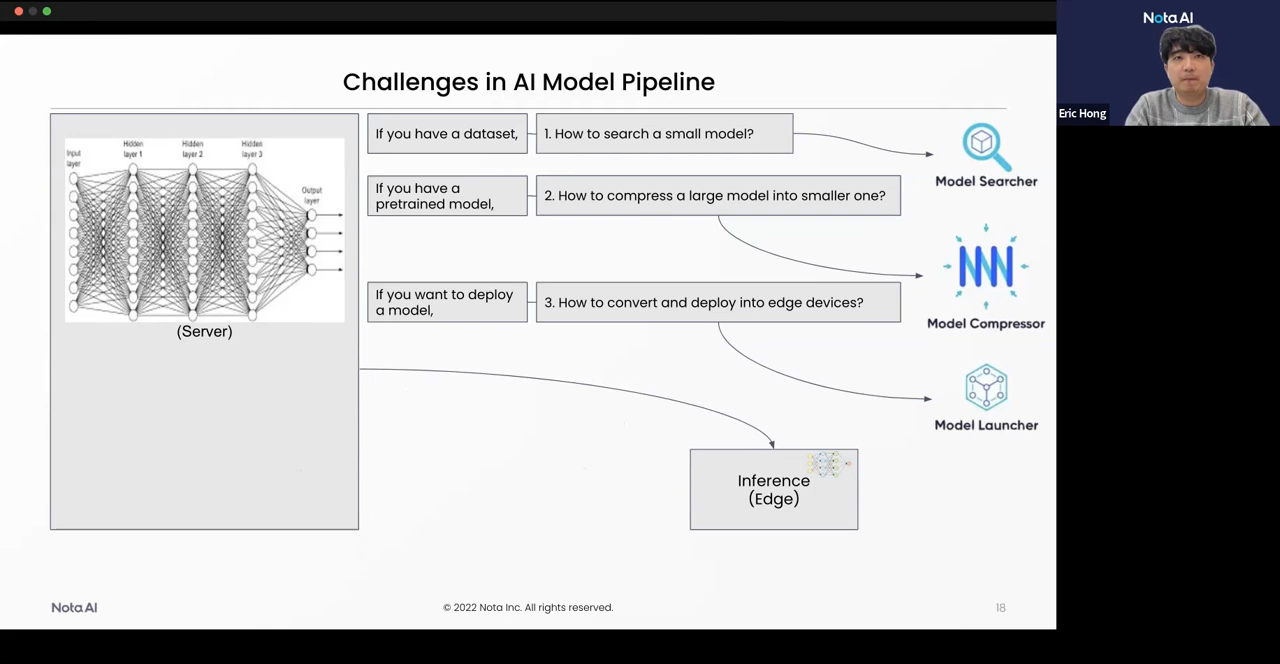 Challenges in AI Model Pipeline
Input
layer
Hidden
layer 1
Hidden
layer 2
Hidden
layer 3
Output
layer
(Server)
If you have a dataset,
1. How to search a small model?
Model Searcher
If you have a
pretrained model,
2. How to compress a large model into smaller one?
Model Compressor
If you want to deploy
a model,
3. How to convert and deploy into edge devices?
Model Launcher
Inference
(Edge)
Nota AI
© 2022 Nota Inc. All rights reserved.
18
Nota AI
Eric Hong